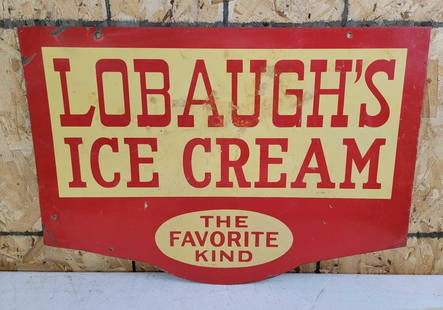 LOBAUGH'S
ICE CREAM
THE
FAVORITE
KIND